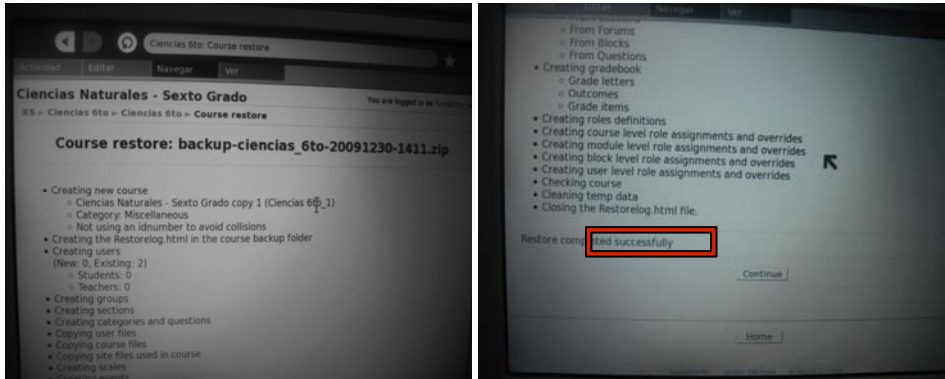 Ciencias 6to: Course restore
Actividad Editar Navegar Ver
Ciencias Naturales - Sexto Grado
You are logged in as
XS ► Ciencias 6to ► Ciencias 6to ► Course restore
Course restore: backup-ciencias_6to-20091230-1411.zip
• Creating new course
○ Ciencias Naturales - Sexto Grado copy 1 (Ciencias 6to_1)
○ Category: Miscellaneous
○ Not using an idnumber to avoid collisions
• Creating the Restorelog.html in the course backup folder
• Creating users
(New: 0, Existing: 2)
○ Students: 0
○ Teachers: 0
• Creating groups
• Creating sections
• Creating categories and questions
• Copying user files
• Copying course files
• Copying site files used in course
• Creating scales
• Creating events
Editar Navegar Ver
○ From Sessions
○ From Forums
○ From Blocks
○ From Questions
• Creating gradebook
○ Grade letters
○ Outcomes
○ Grade items
• Creating roles definitions
• Creating course level role assignments and overrides
• Creating module level role assignments and overrides
• Creating block level role assignments and overrides
• Creating user level role assignments and overrides
• Checking course
• Cleaning temp data
• Closing the Restorelog.html file.
Restore completed successfully
Continue
Home